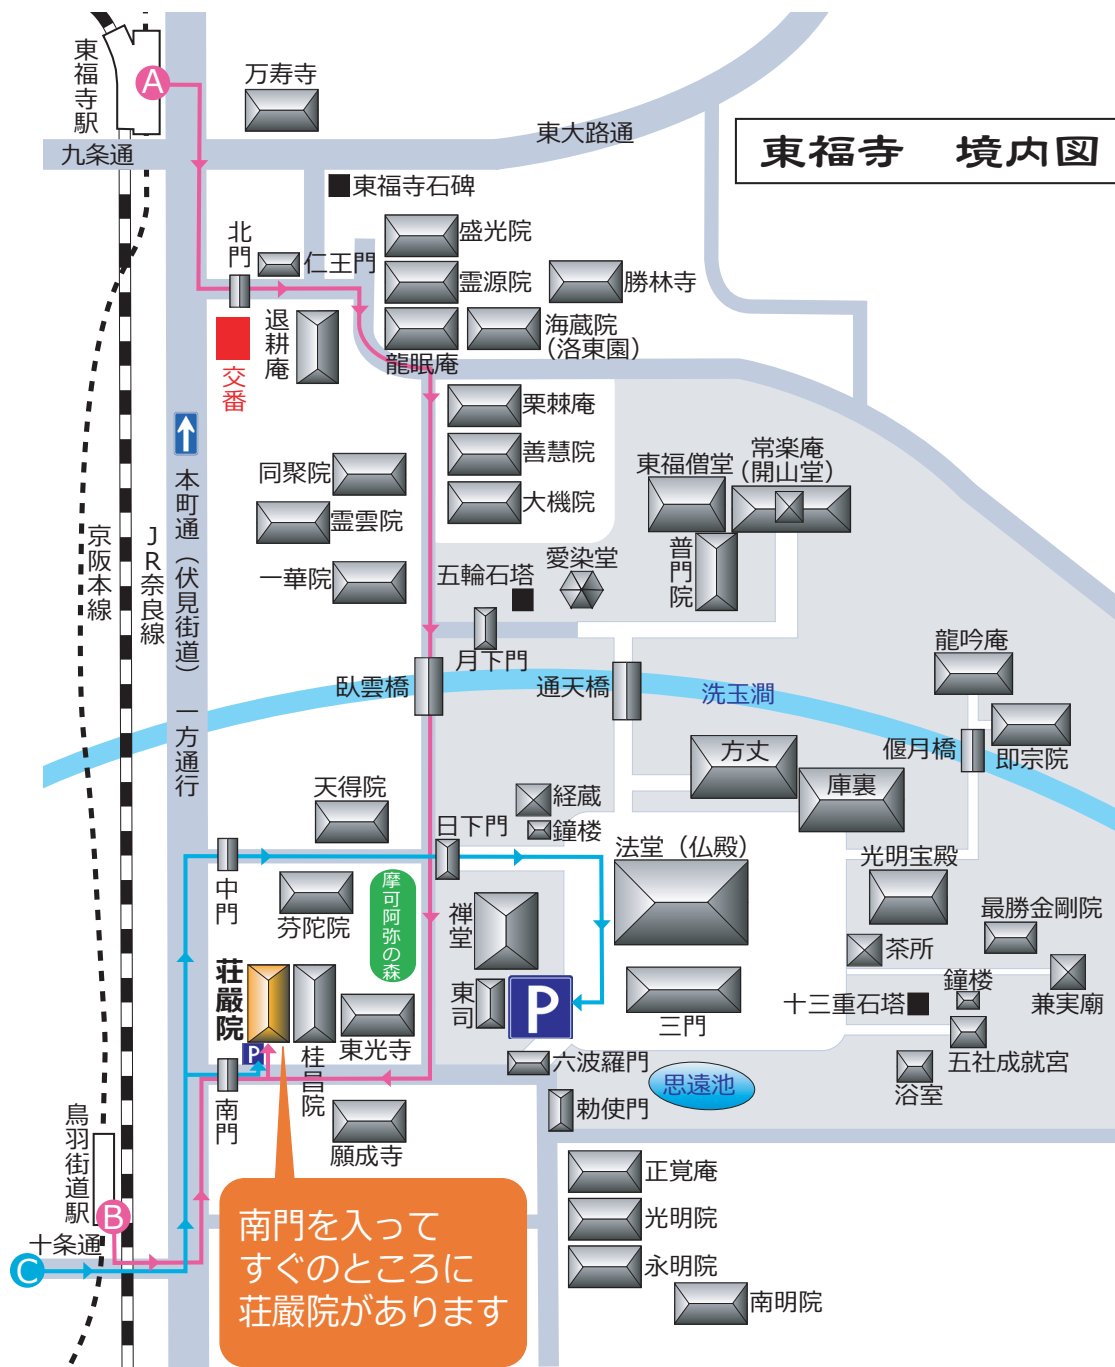 東福寺　境内図
東福寺駅
A
万寿寺
九条通
東大路通
東福寺石碑
北門
仁王門
盛光院
霊源院
勝林寺
退耕庵
龍眠庵
海蔵院
（洛東園）
交番
栗棘庵
善慧院
大機院
同聚院
霊雲院
一華院
東福僧堂
常楽庵
（開山堂）
普門院
愛染堂
五輪石塔
月下門
京阪本線
JR奈良線
本町通（伏見街道）一方通行
臥雲橋
通天橋
洗玉澗
龍吟庵
偃月橋
即宗院
方丈
庫裏
天得院
経蔵
鐘楼
日下門
法堂（仏殿）
光明宝殿
中門
芬陀院
摩可阿弥の森
禅堂
最勝金剛院
茶所
荘厳院
桂昌院
東光寺
東司
P
三門
十三重石塔
鐘楼
兼実廟
五社成就宮
浴室
P
六波羅門
思遠池
勅使門
南門
願成寺
鳥羽街道駅
B
十条通
C
正覚庵
光明院
永明院
南明院
南門を入って
すぐのところに
荘厳院があります